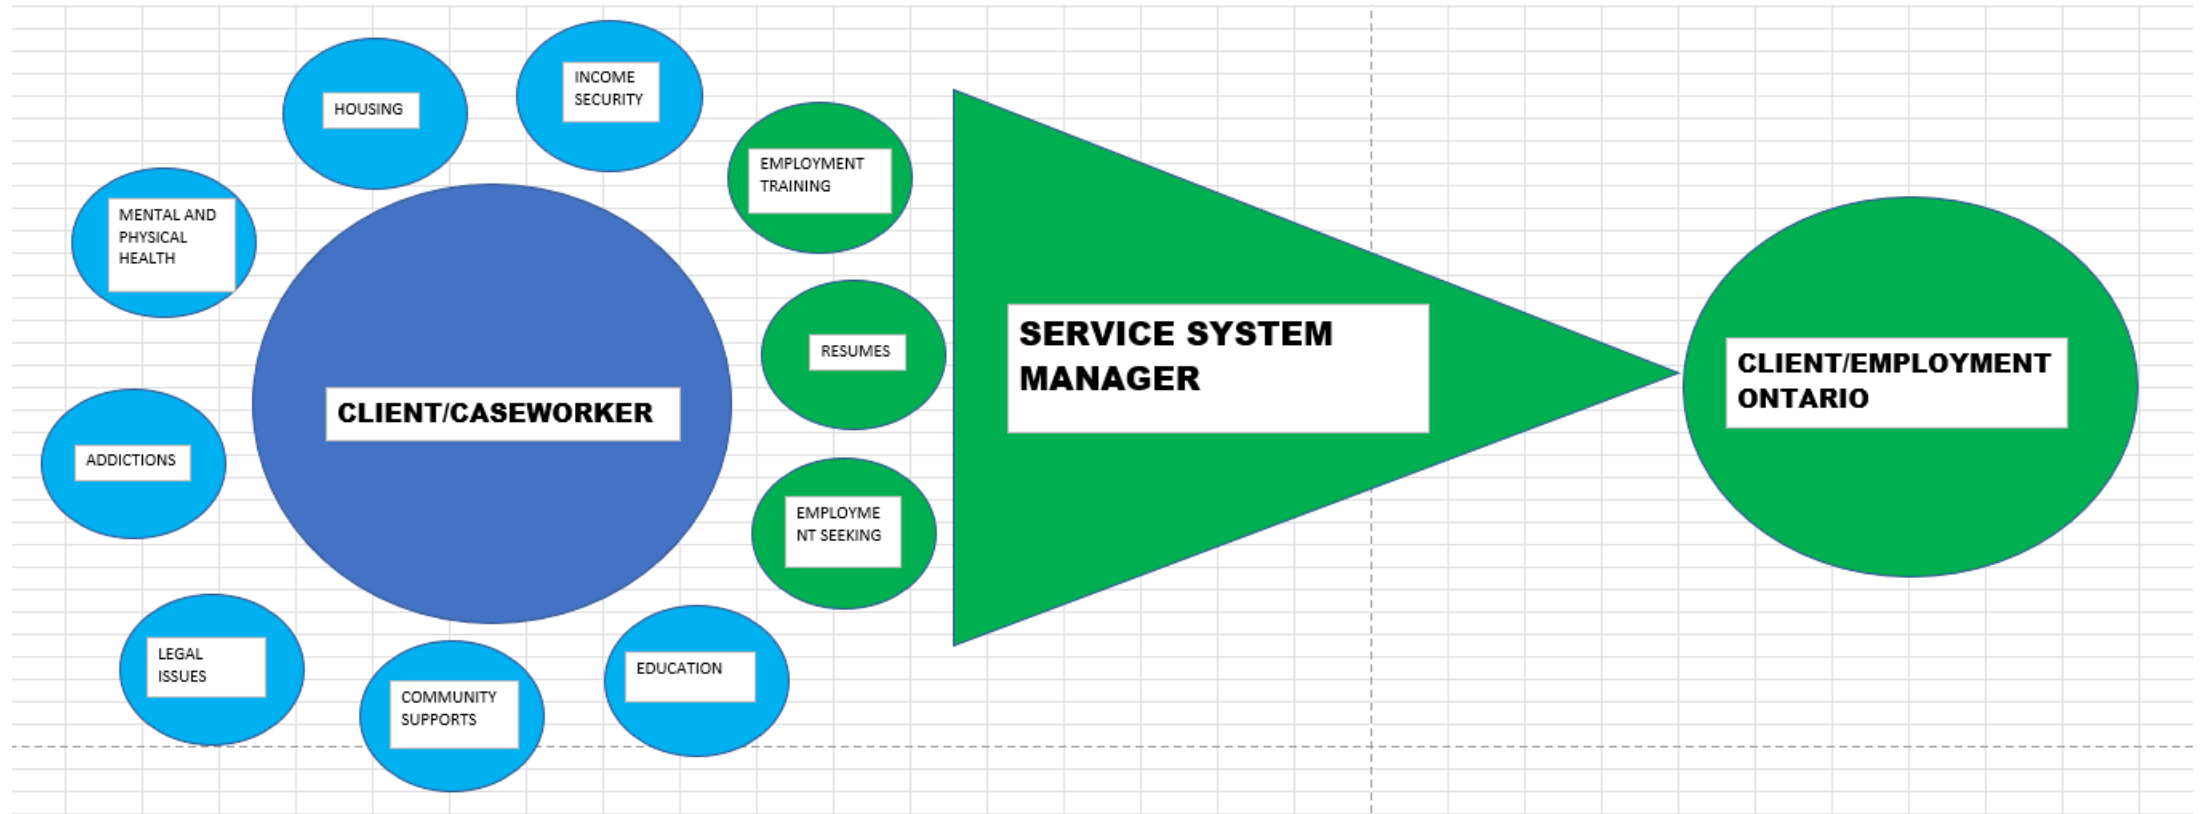 INCOME
SECURITY
HOUSING
EMPLOYMENT
TRAINING
MENTAL AND
PHYSICAL
HEALTH
SERVICE SYSTEM
MANAGER
RESUMES
CLIENT/EMPLOYMENT
ONTARIO
CLIENT/CASEWORKER
ADDICTIONS
EMPLOYME
NT SEEKING
LEGAL
ISSUES
COMMUNITY
SUPPORTS
EDUCATION